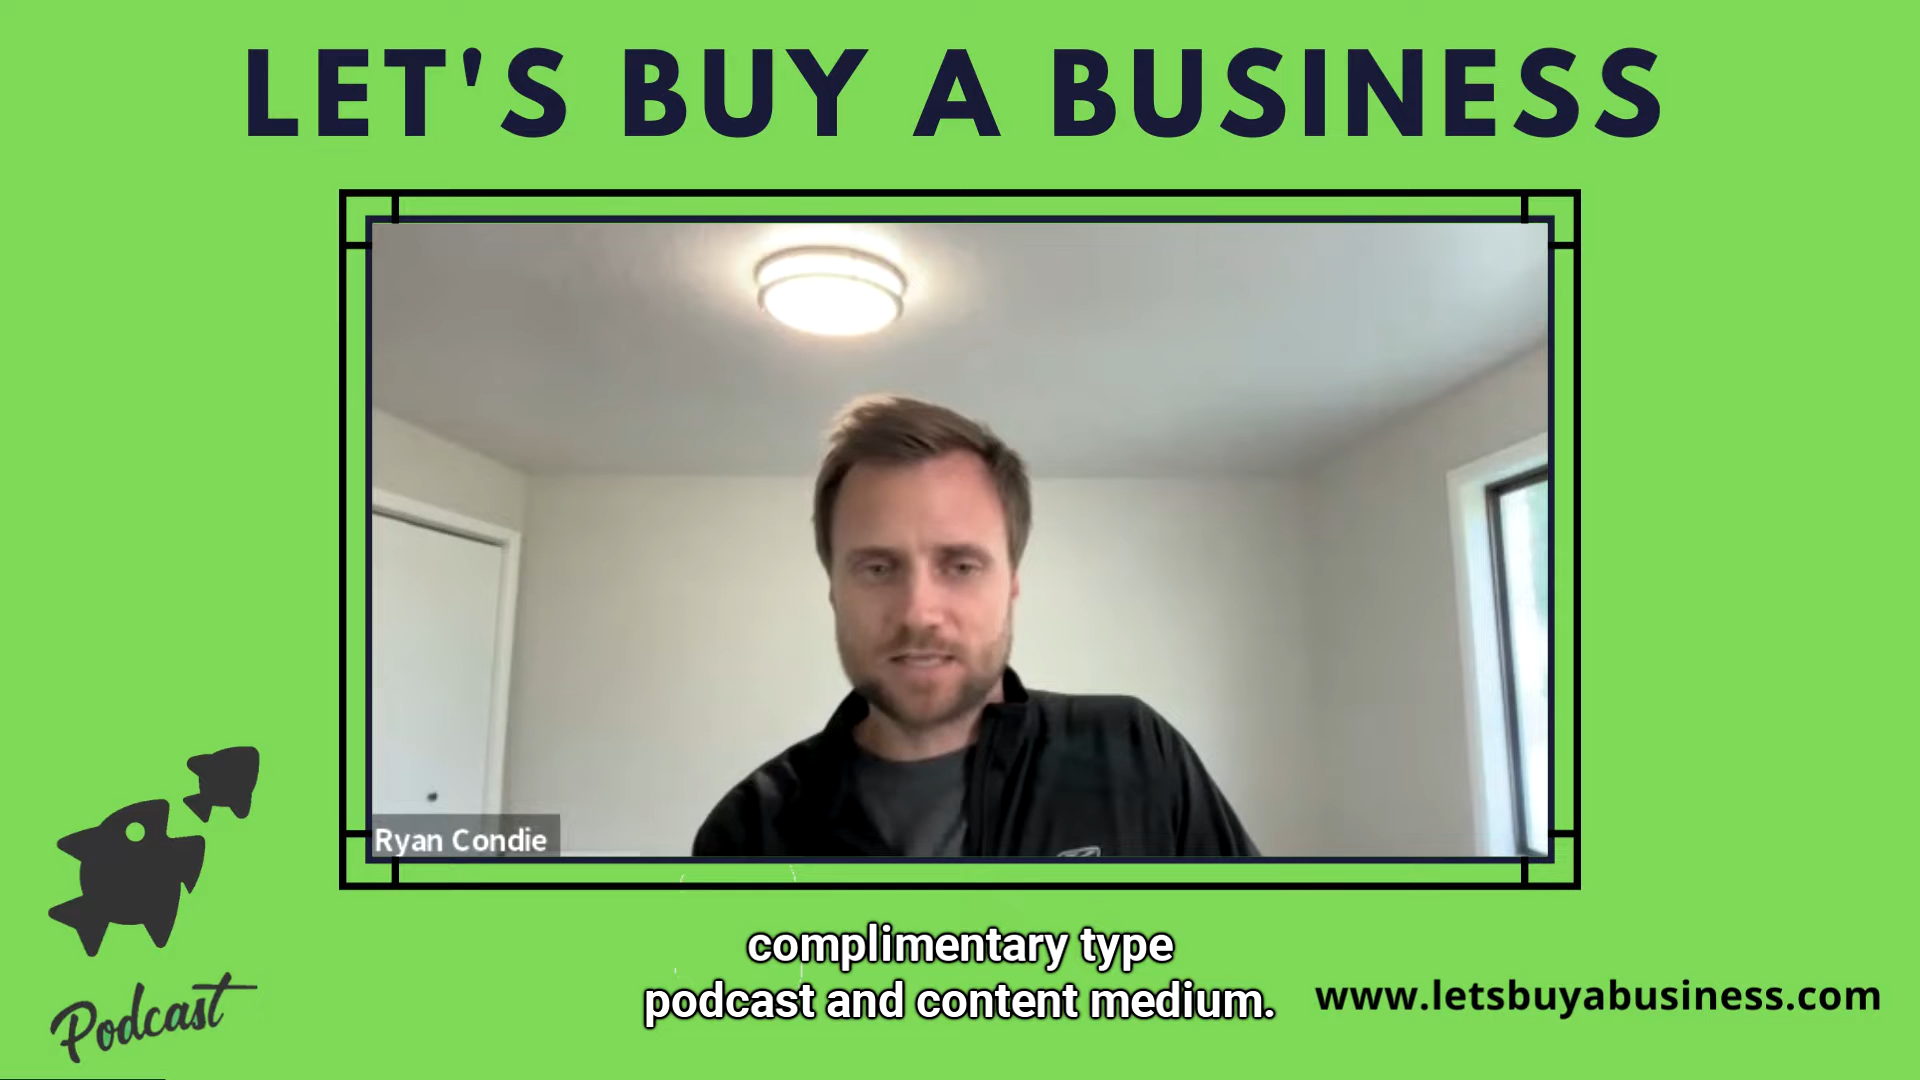 LET'S BUY A BUSINESS
Ryan Condie
complimentary type
podcast and content medium.
www.letsbuyabusiness.com
Podcast